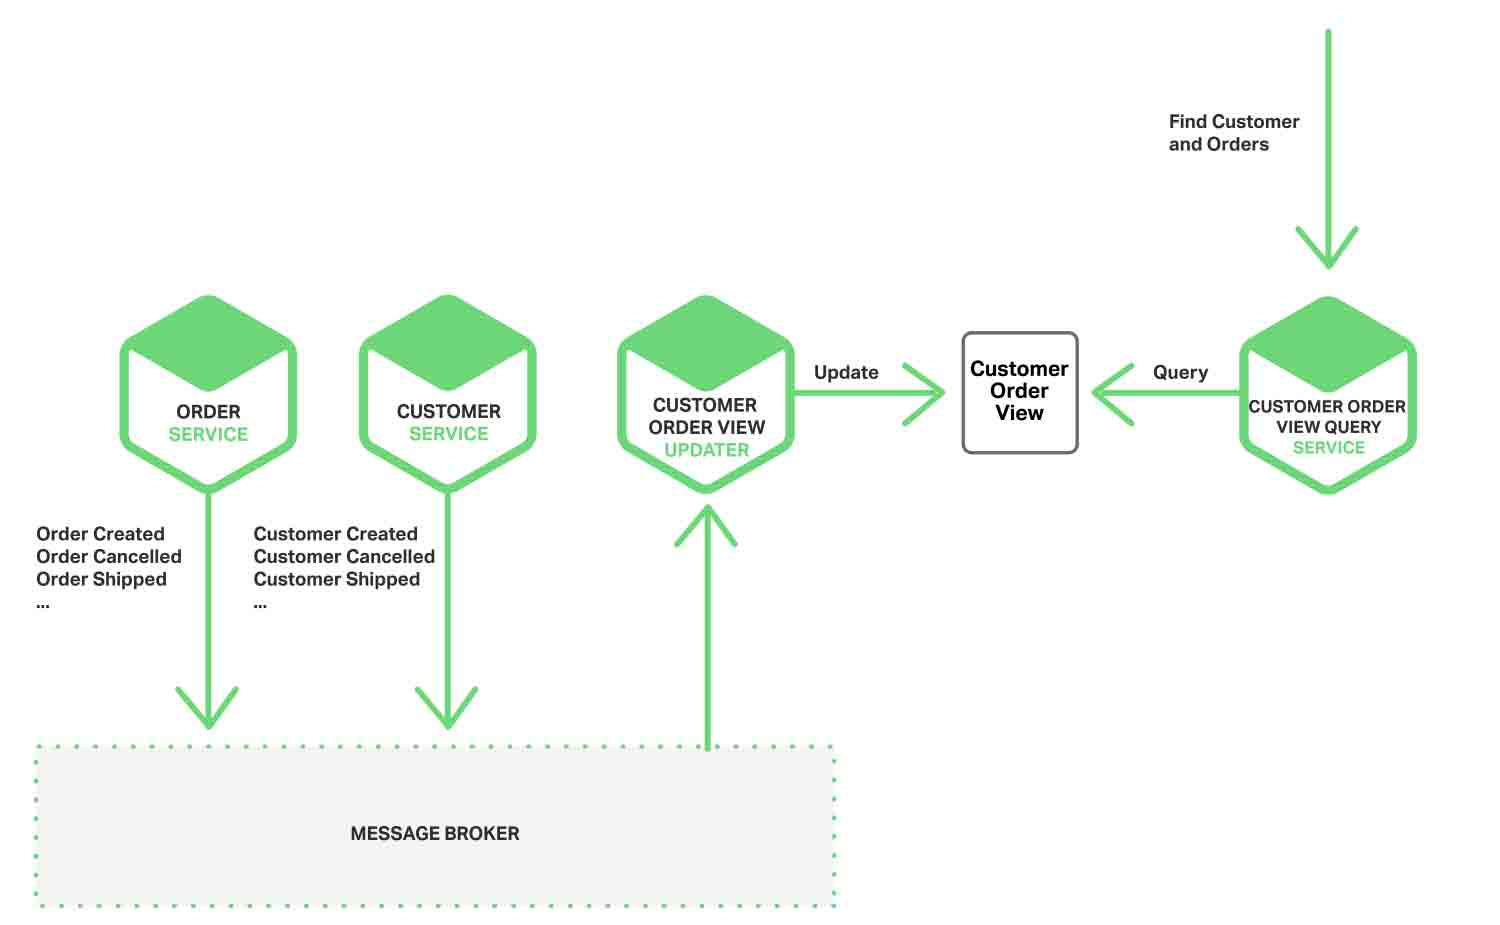 Find Customer
and Orders
ORDER
SERVICE
CUSTOMER
SERVICE
CUSTOMER
ORDER VIEW
UPDATER
Update
Customer
Order
View
Query
CUSTOMER ORDER
VIEW QUERY
SERVICE
Order Created
Order Cancelled
Order Shipped
...
Customer Created
Customer Cancelled
Customer Shipped
...
MESSAGE BROKER